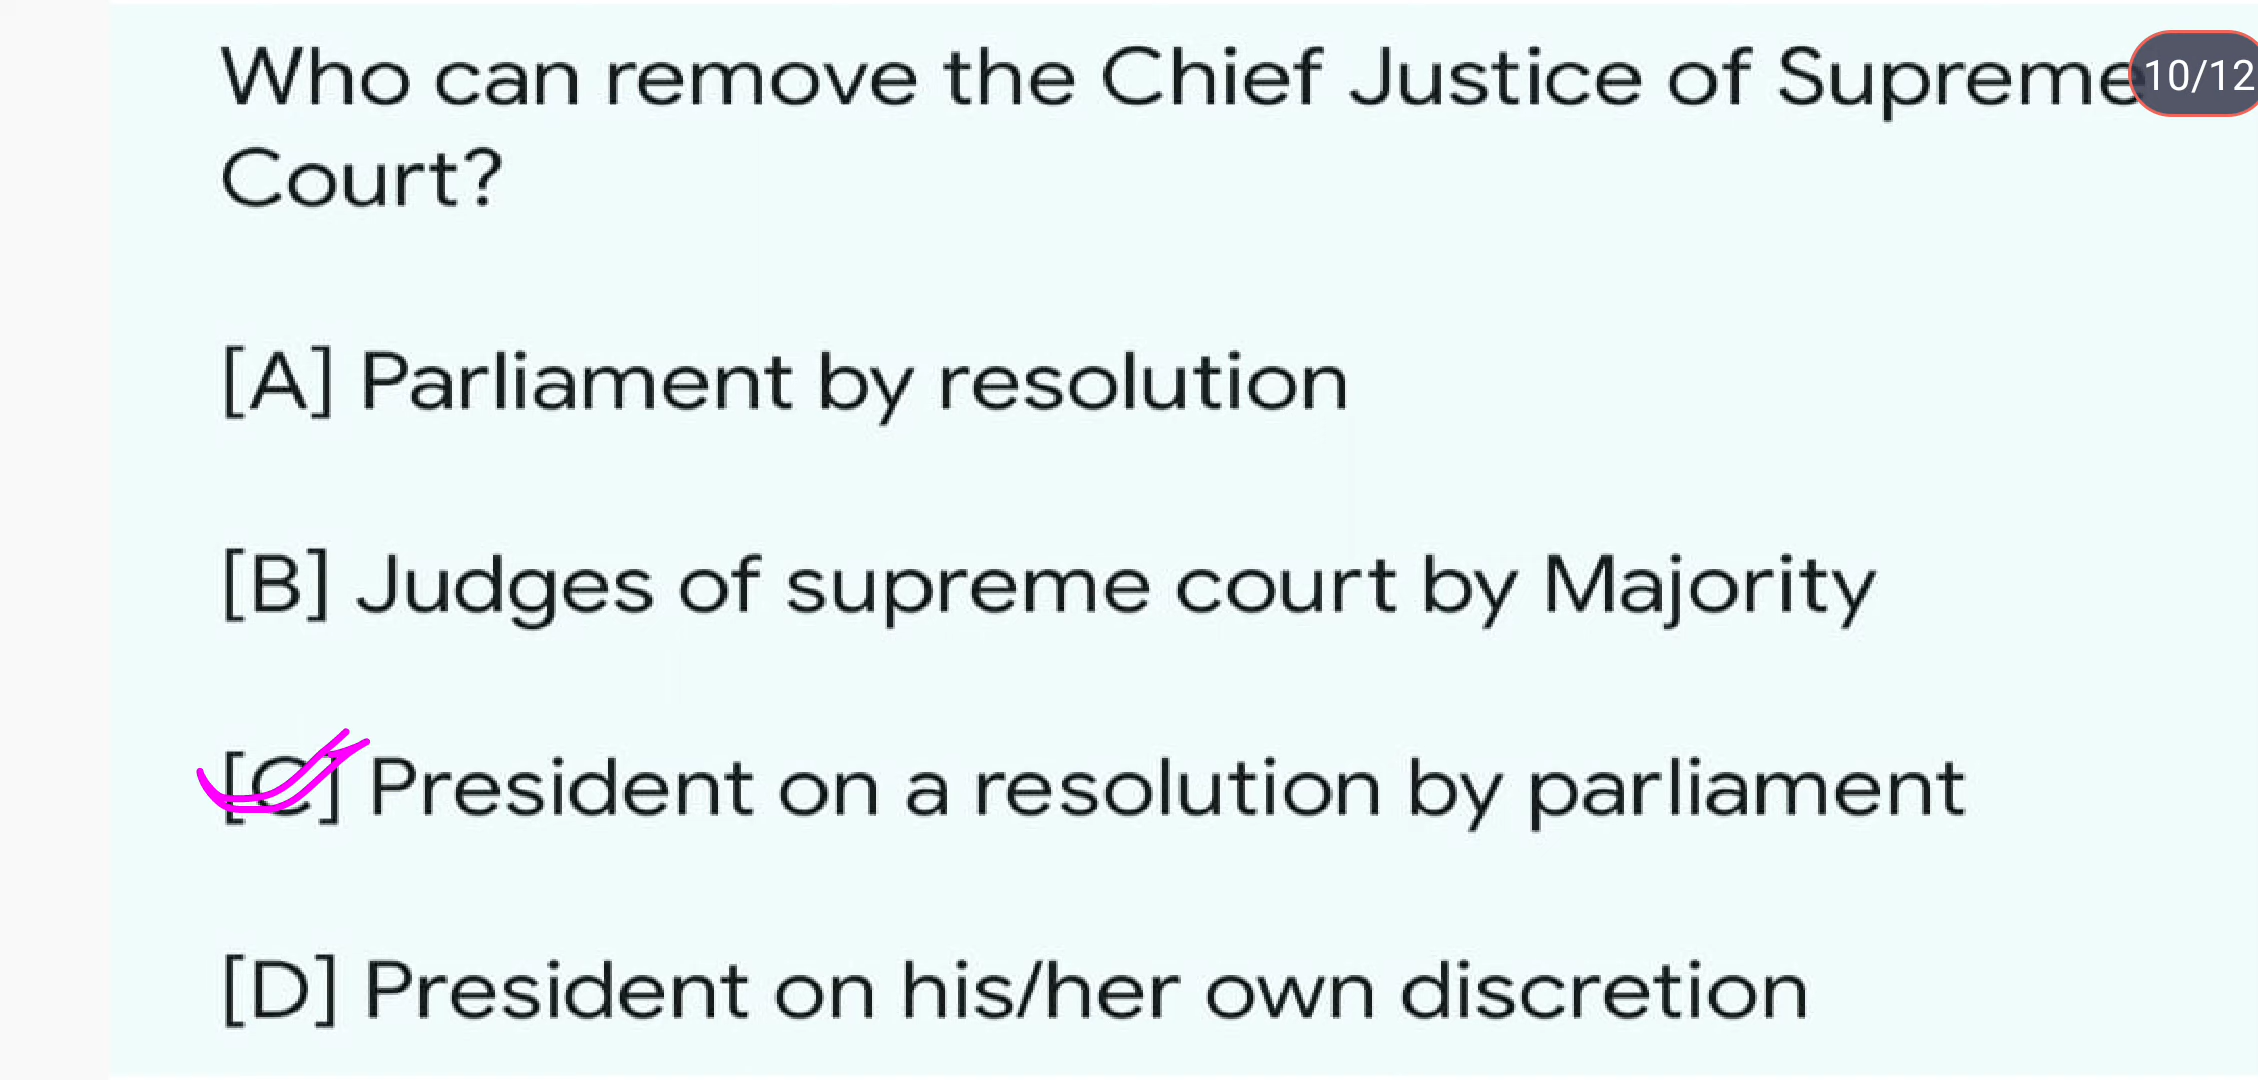 Who can remove the Chief Justice of Supreme
10/12
Court?
[A] Parliament by resolution
[B] Judges of supreme court by Majority
[C] President on a resolution by parliament
[D] President on his/her own discretion